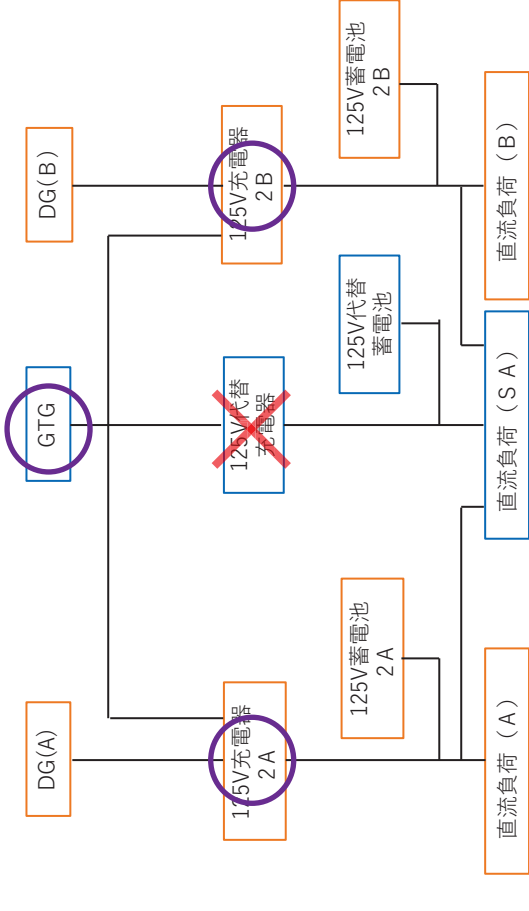 DG(A)
GTG
DG(B)
125V充電器
2A
125V代替
充電器
125V充電器
2B
125V蓄電池
2A
125V代替
蓄電池
125V蓄電池
2B
直流負荷（A）
直流負荷（SA）
直流負荷（B）